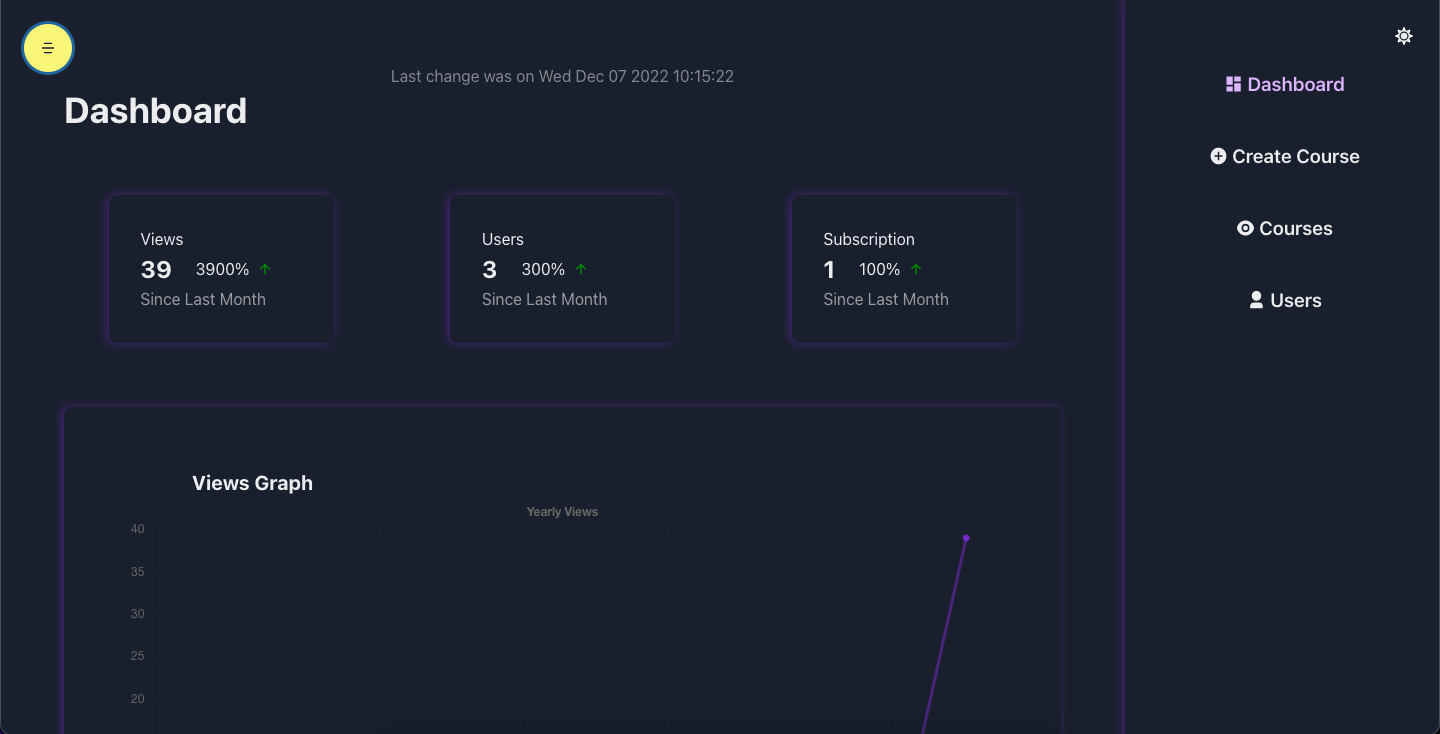 Last change was on Wed Dec 07 2022 10:15:22
Dashboard
Views
39 3900%
Since Last Month
Users
3 300%
Since Last Month
Subscription
1 100%
Since Last Month
Views Graph
Yearly Views
40
35
30
25
20
Dashboard
Create Course
Courses
Users